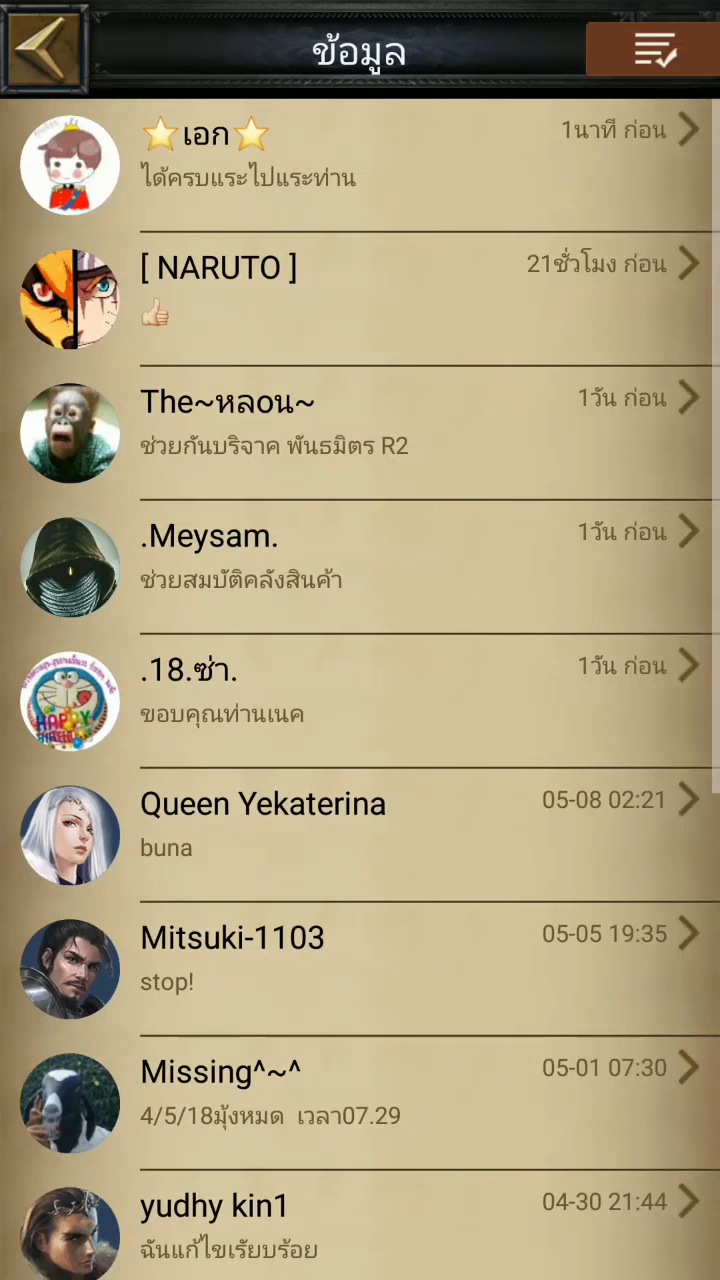 ข้อมูล
⭐เอก⭐
1นาที ก่อน
ได้ครบแระไปแระท่าน
[ NARUTO ]
21ชั่วโมง ก่อน
👍🏻
The~หลอน~
1วัน ก่อน
ช่วยกันบริจาค พันธมิตร R2
.Meysam.
1วัน ก่อน
ช่วยสมบัติคลังสินค้า
.18.ซ่า.
1วัน ก่อน
ขอบคุณท่านเนค
HAPPY
Queen Yekaterina
05-08 02:21
buna
Mitsuki-1103
05-05 19:35
stop!
Missing^~^
05-01 07:30
4/5/18มุ้งหมด เวลา07.29
yudhy kin1
04-30 21:44
ฉันแก้ไขเรียบร้อย